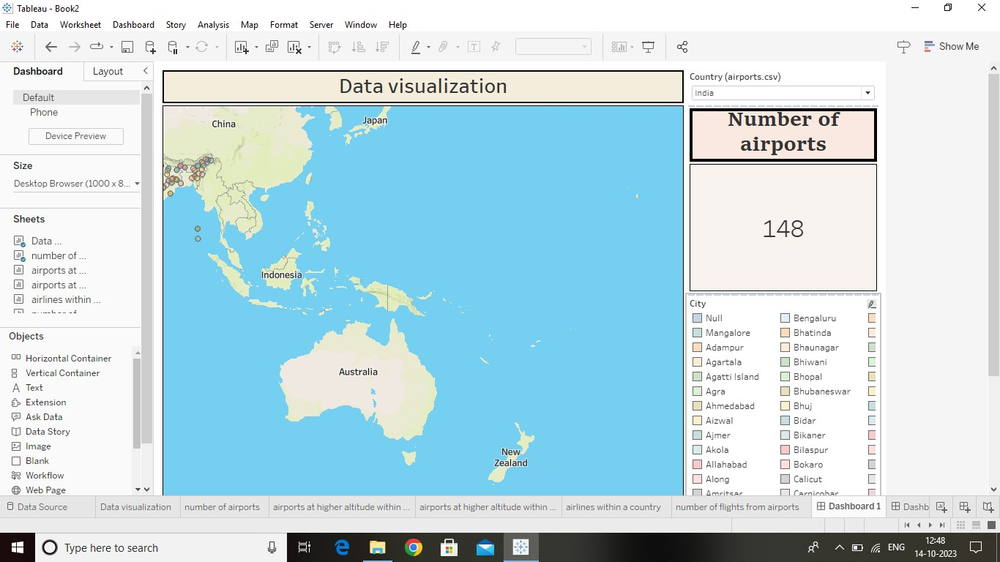 Tableau - Book2
File Data Worksheet Dashboard Story Analysis Map Format Server Window Help
Show Me
Dashboard Layout
Default
Phone
Device Preview
Size
Desktop Browser (1000 x 8...
Sheets
Data ...
number of ...
airports at ...
airports at ...
airlines within ...
number of ...
Objects
Horizontal Container
Vertical Container
Text
Extension
Ask Data
Data Story
Image
Blank
Workflow
Web Page
Data visualization
China
Japan
Indonesia
Australia
New
Zealand
Country (airports.csv)
India
Number of
airports
148
City
Null Bengaluru
Mangalore Bhatinda
Adampur Bhaunagar
Agartala Bhiwani
Agatti Island Bhopal
Agra Bhubaneswar
Ahmedabad Bhuj
Aizwal Bidar
Ajmer Bikaner
Akola Bilaspur
Allahabad Bokaro
Along Calicut
Amritsar Carnicobar
Data Source Data visualization number of airports airports at higher altitude within ... airports at higher altitude within ... airlines within a country number of flights from airports Dashboard 1 Dashb
Type here to search
ENG
12:48
14-10-2023